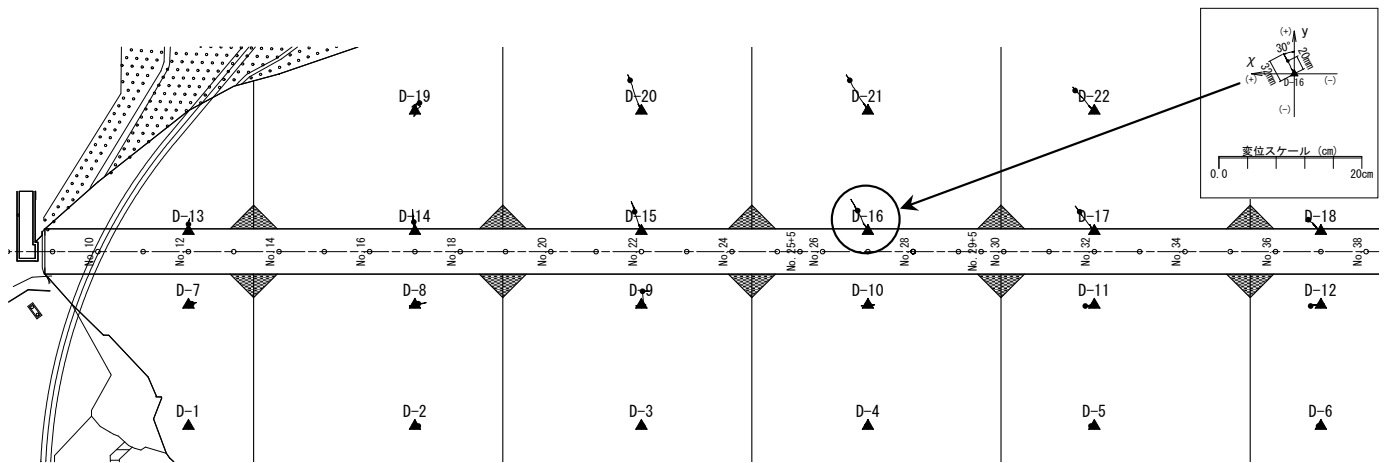 (+) y
30°
20mm
χ
32mm
(+)
D-16
(-)
(-)
変位スケール (cm)
0.0
20cm
D-19
D-20
D-21
D-22
D-13
D-14
D-15
D-16
D-17
D-18
No.10
No.12
No.14
No.16
No.18
No.20
No.22
No.24
No.25+5
No.26
No.28
No.29+5
No.30
No.32
No.34
No.36
No.38
D-7
D-8
D-9
D-10
D-11
D-12
D-1
D-2
D-3
D-4
D-5
D-6